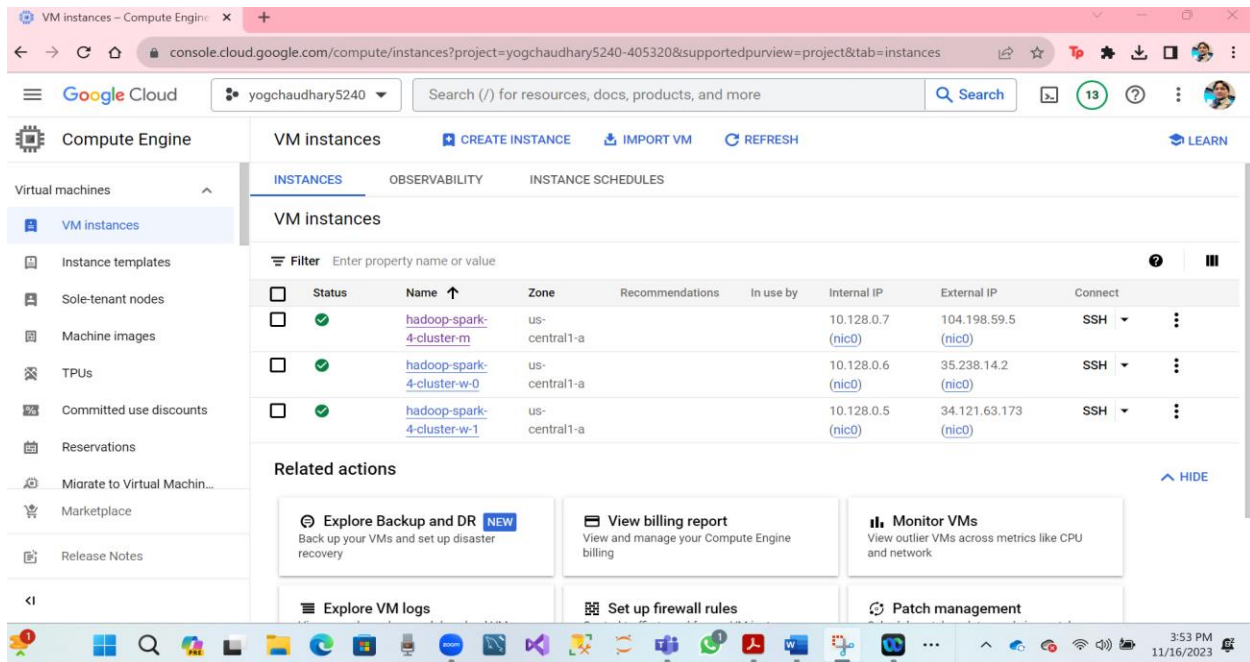 VM instances – Compute Engine
console.cloud.google.com/compute/instances?project=yogchaudhary5240-405320&supportedpurview=project&tab=instances
Tp
Google Cloud
yogchaudhary5240
Search (/) for resources, docs, products, and more
Search
13
Compute Engine
VM instances
CREATE INSTANCE
IMPORT VM
REFRESH
LEARN
Virtual machines
VM instances
Instance templates
Sole-tenant nodes
Machine images
TPUs
Committed use discounts
Reservations
Migrate to Virtual Machin...
Marketplace
Release Notes
INSTANCES OBSERVABILITY INSTANCE SCHEDULES
VM instances
Filter Enter property name or value
Status Name Zone Recommendations In use by Internal IP External IP Connect
hadoop-spark- us- 10.128.0.7 104.198.59.5 SSH
4-cluster-m central1-a (nic0) (nic0)
hadoop-spark- us- 10.128.0.6 35.238.14.2 SSH
4-cluster-w-0 central1-a (nic0) (nic0)
hadoop-spark- us- 10.128.0.5 34.121.63.173 SSH
4-cluster-w-1 central1-a (nic0) (nic0)
Related actions
HIDE
Explore Backup and DR NEW
Back up your VMs and set up disaster
recovery
View billing report
View and manage your Compute Engine
billing
Monitor VMs
View outlier VMs across metrics like CPU
and network
Explore VM logs
Set up firewall rules
Patch management
zoom
3:53 PM
11/16/2023